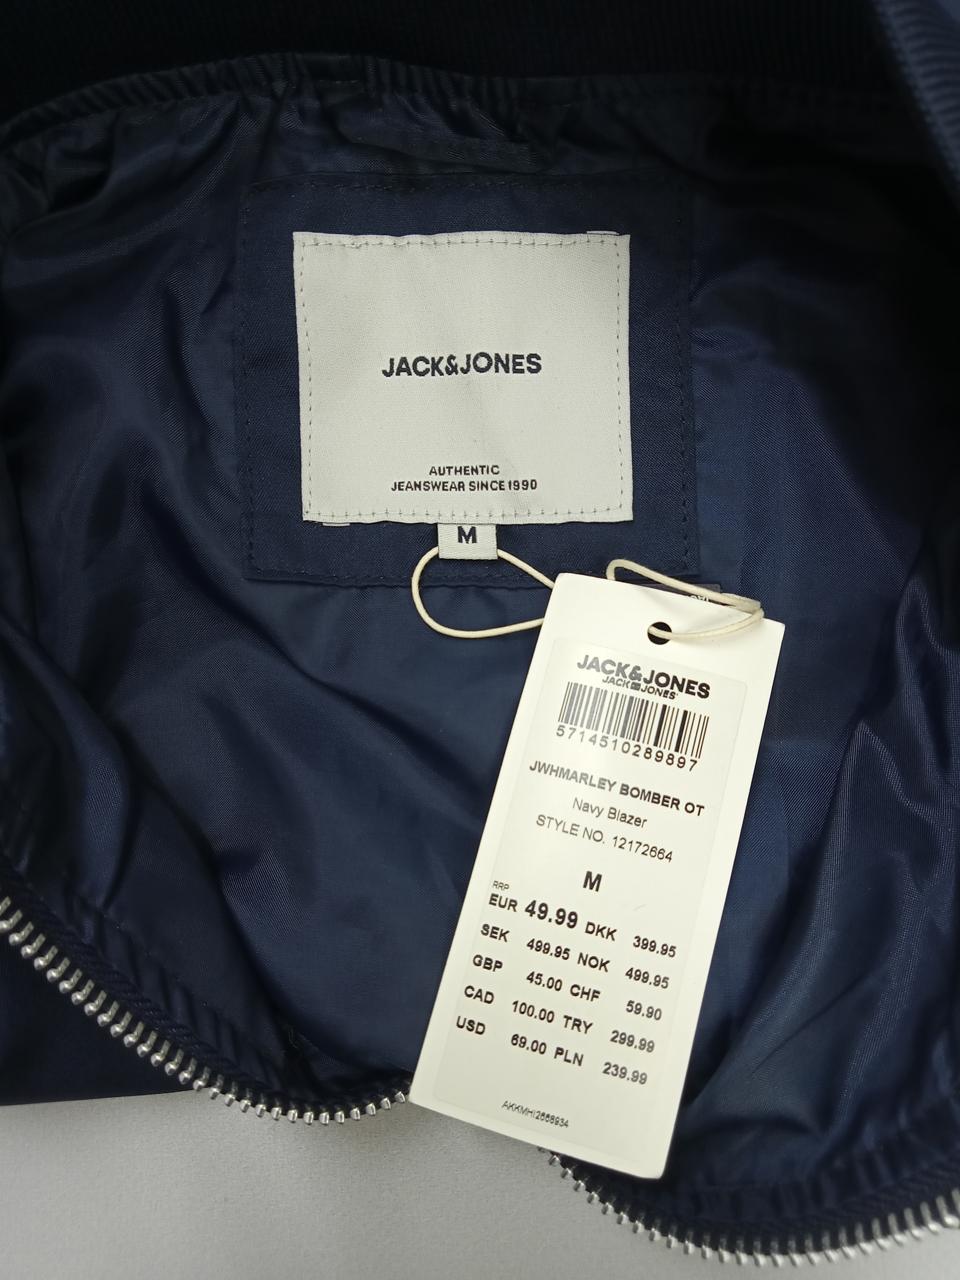 JACK&JONES
AUTHENTIC
JEANSWEAR SINCE 1990
M
JACK&JONES
JACK JONES
5714510289897
JWHMARLEY BOMBER OT
Navy Blazer
STYLE NO. 12172664
M
RRP
EUR 49.99 DKK 399.95
SEK 499.95 NOK 499.95
GBP 45.00 CHF 59.90
CAD 100.00 TRY 299.99
USD 69.00 PLN 239.99